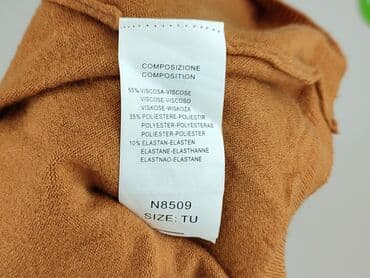 COMPOSIZIONE
COMPOSITION
55% VISCOSA-VISCOSE
VISCOSE-VISCOSO
VISKOSE-WISKOZA
35% POLIESTERE-POLIESTIR
POLYESTER-POLYESTERAS
POLIESTER-POLIESTER
10% ELASTAN-ELASTEN
ELASTANE-ELASTHANNE
ELASTNAO-ELASTANE
N8509
SIZE: TU